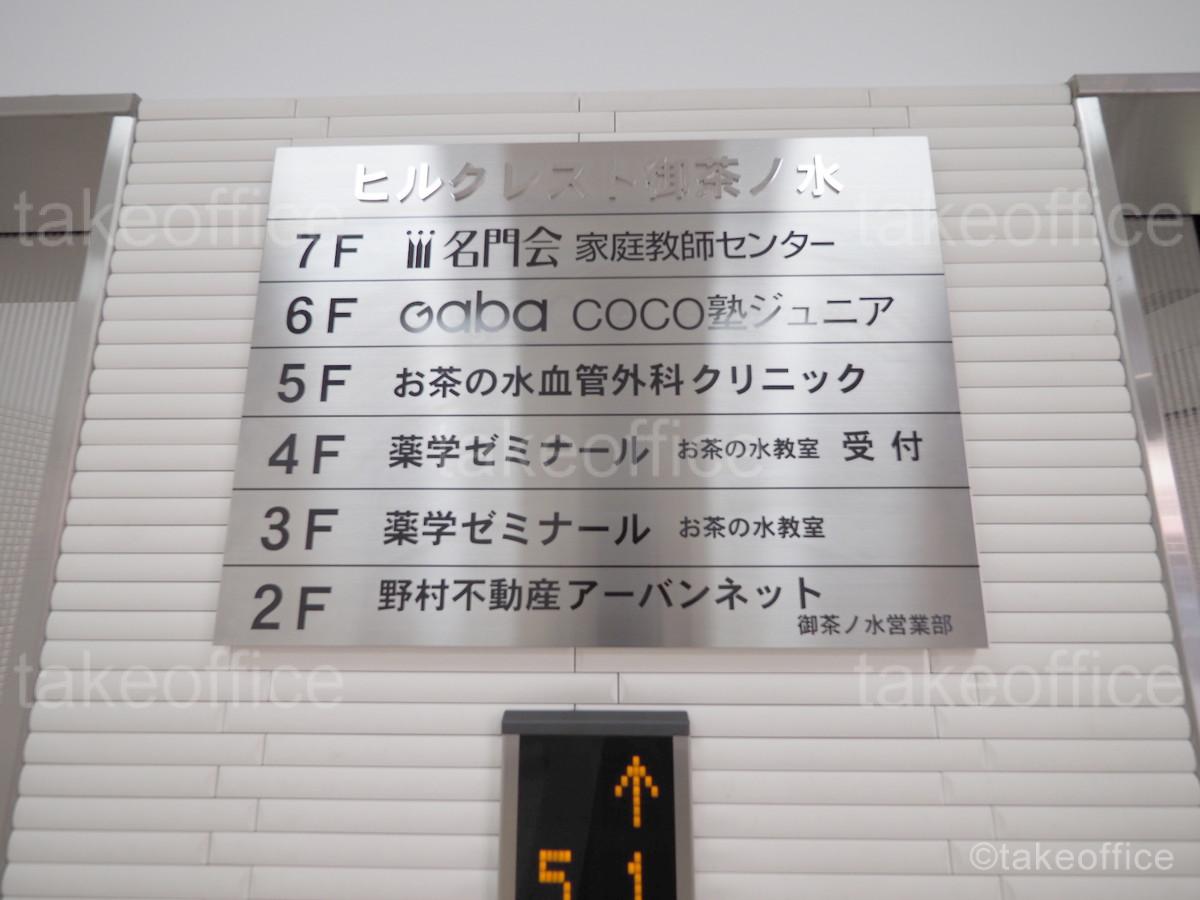 ヒルクレスト御茶ノ水
7F 名門会 家庭教師センター
6F Gaba COCO塾ジュニア
5F お茶の水血管外科クリニック
4F 薬学ゼミナール お茶の水教室 受付
3F 薬学ゼミナール お茶の水教室
2F 野村不動産アーバンネット
御茶ノ水営業部
↑
5 1
takeoffice
takeoffice
takeoffice
takeoffice
takeoffice
©takeoffice